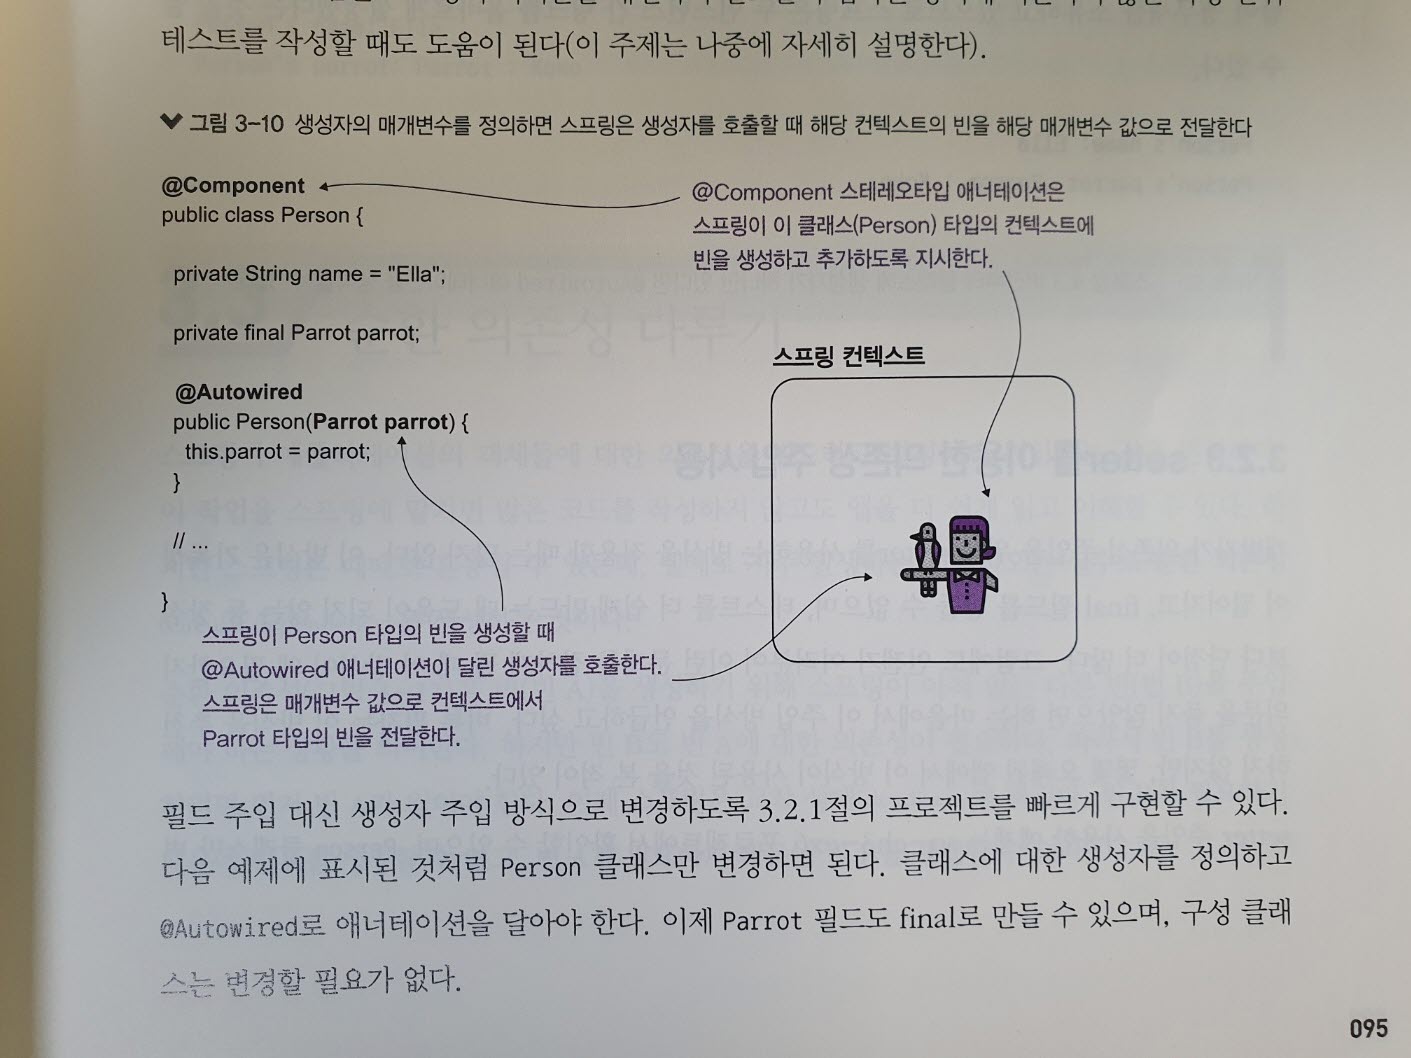 테스트를 작성할 때도 도움이 된다(이 주제는 나중에 자세히 설명한다).
그림 3-10 생성자의 매개변수를 정의하면 스프링은 생성자를 호출할 때 해당 컨텍스트의 빈을 해당 매개변수 값으로 전달한다
@Component
public class Person {
private String name = "Ella";
private final Parrot parrot;
@Autowired
public Person(Parrot parrot) {
this.parrot = parrot;
}
// ...
}
@Component 스테레오타입 애너테이션은
스프링이 이 클래스(Person) 타입의 컨텍스트에
빈을 생성하고 추가하도록 지시한다.
스프링 컨텍스트
스프링이 Person 타입의 빈을 생성할 때
@Autowired 애너테이션이 달린 생성자를 호출한다.
스프링은 매개변수 값으로 컨텍스트에서
Parrot 타입의 빈을 전달한다.
필드 주입 대신 생성자 주입 방식으로 변경하도록 3.2.1절의 프로젝트를 빠르게 구현할 수 있다.
다음 예제에 표시된 것처럼 Person 클래스만 변경하면 된다. 클래스에 대한 생성자를 정의하고
@Autowired로 애너테이션을 달아야 한다. 이제 Parrot 필드도 final로 만들 수 있으며, 구성 클래
스는 변경할 필요가 없다.
095